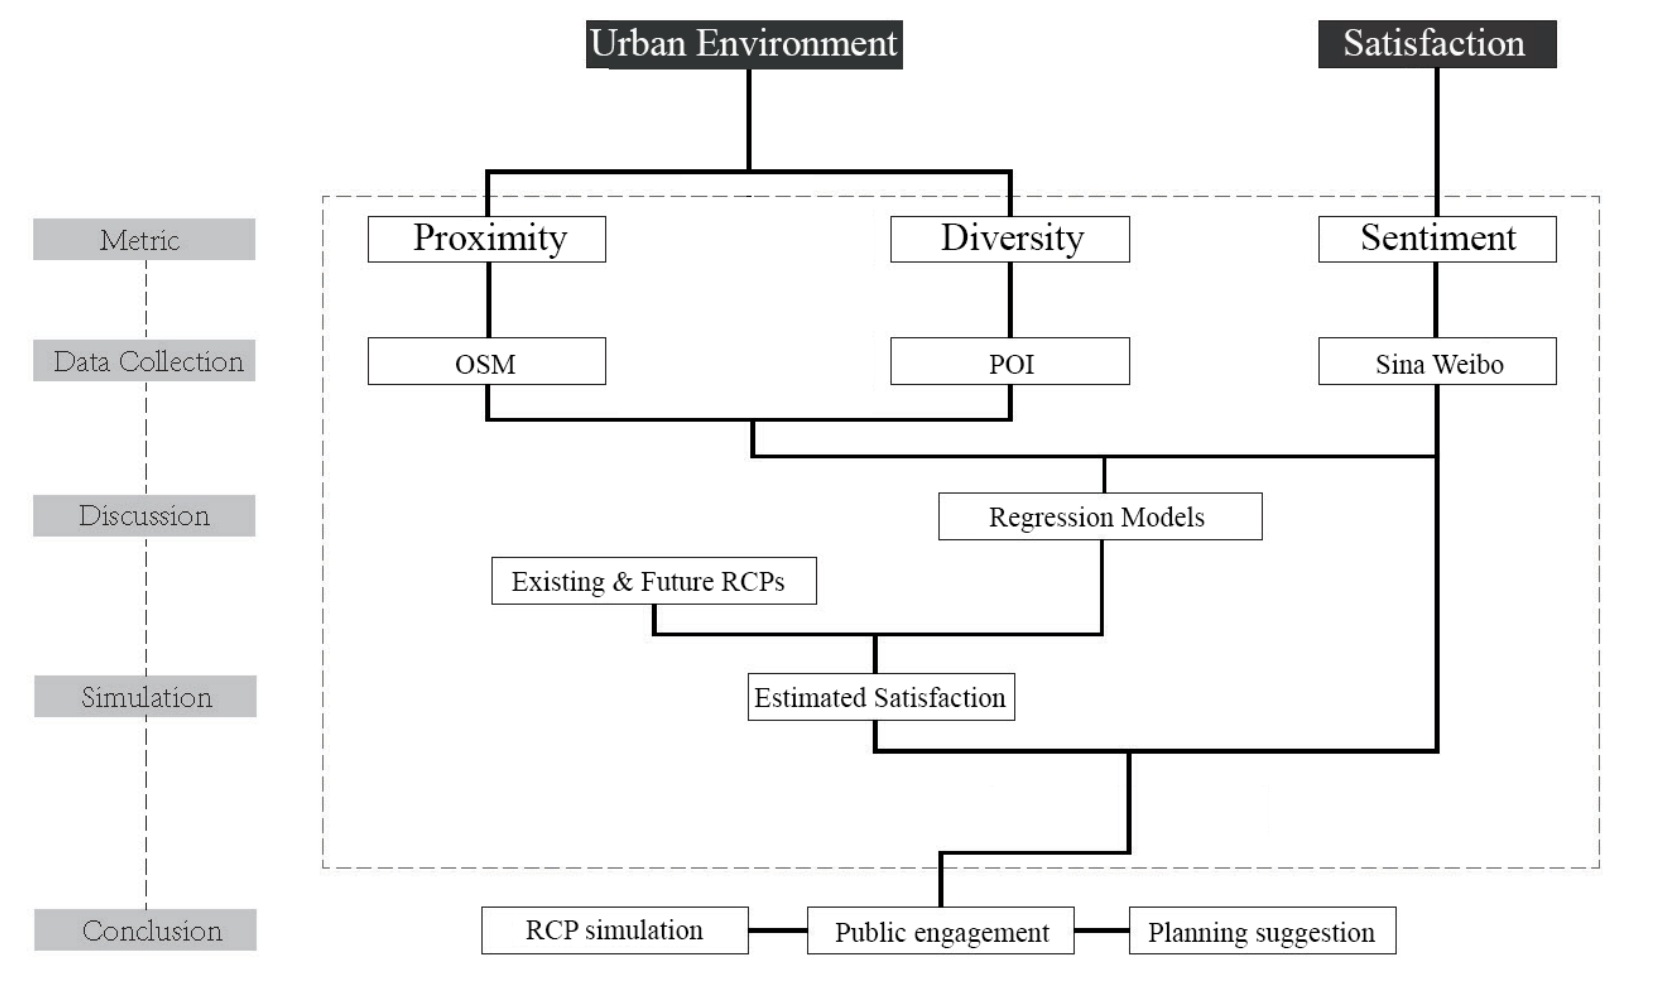 Urban Environment
Satisfaction
Metric
Proximity
Diversity
Sentiment
Data Collection
OSM
POI
Sina Weibo
Discussion
Regression Models
Existing & Future RCPs
Simulation
Estimated Satisfaction
Conclusion
RCP simulation
Public engagement
Planning suggestion